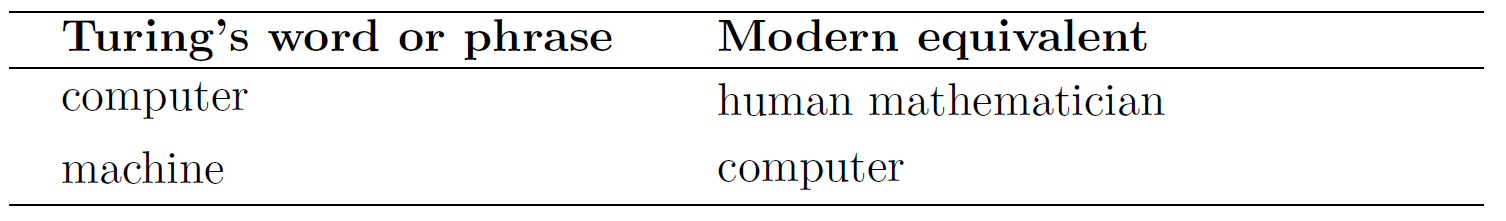 Turing's word or phrase Modern equivalent
computer human mathematician
machine computer